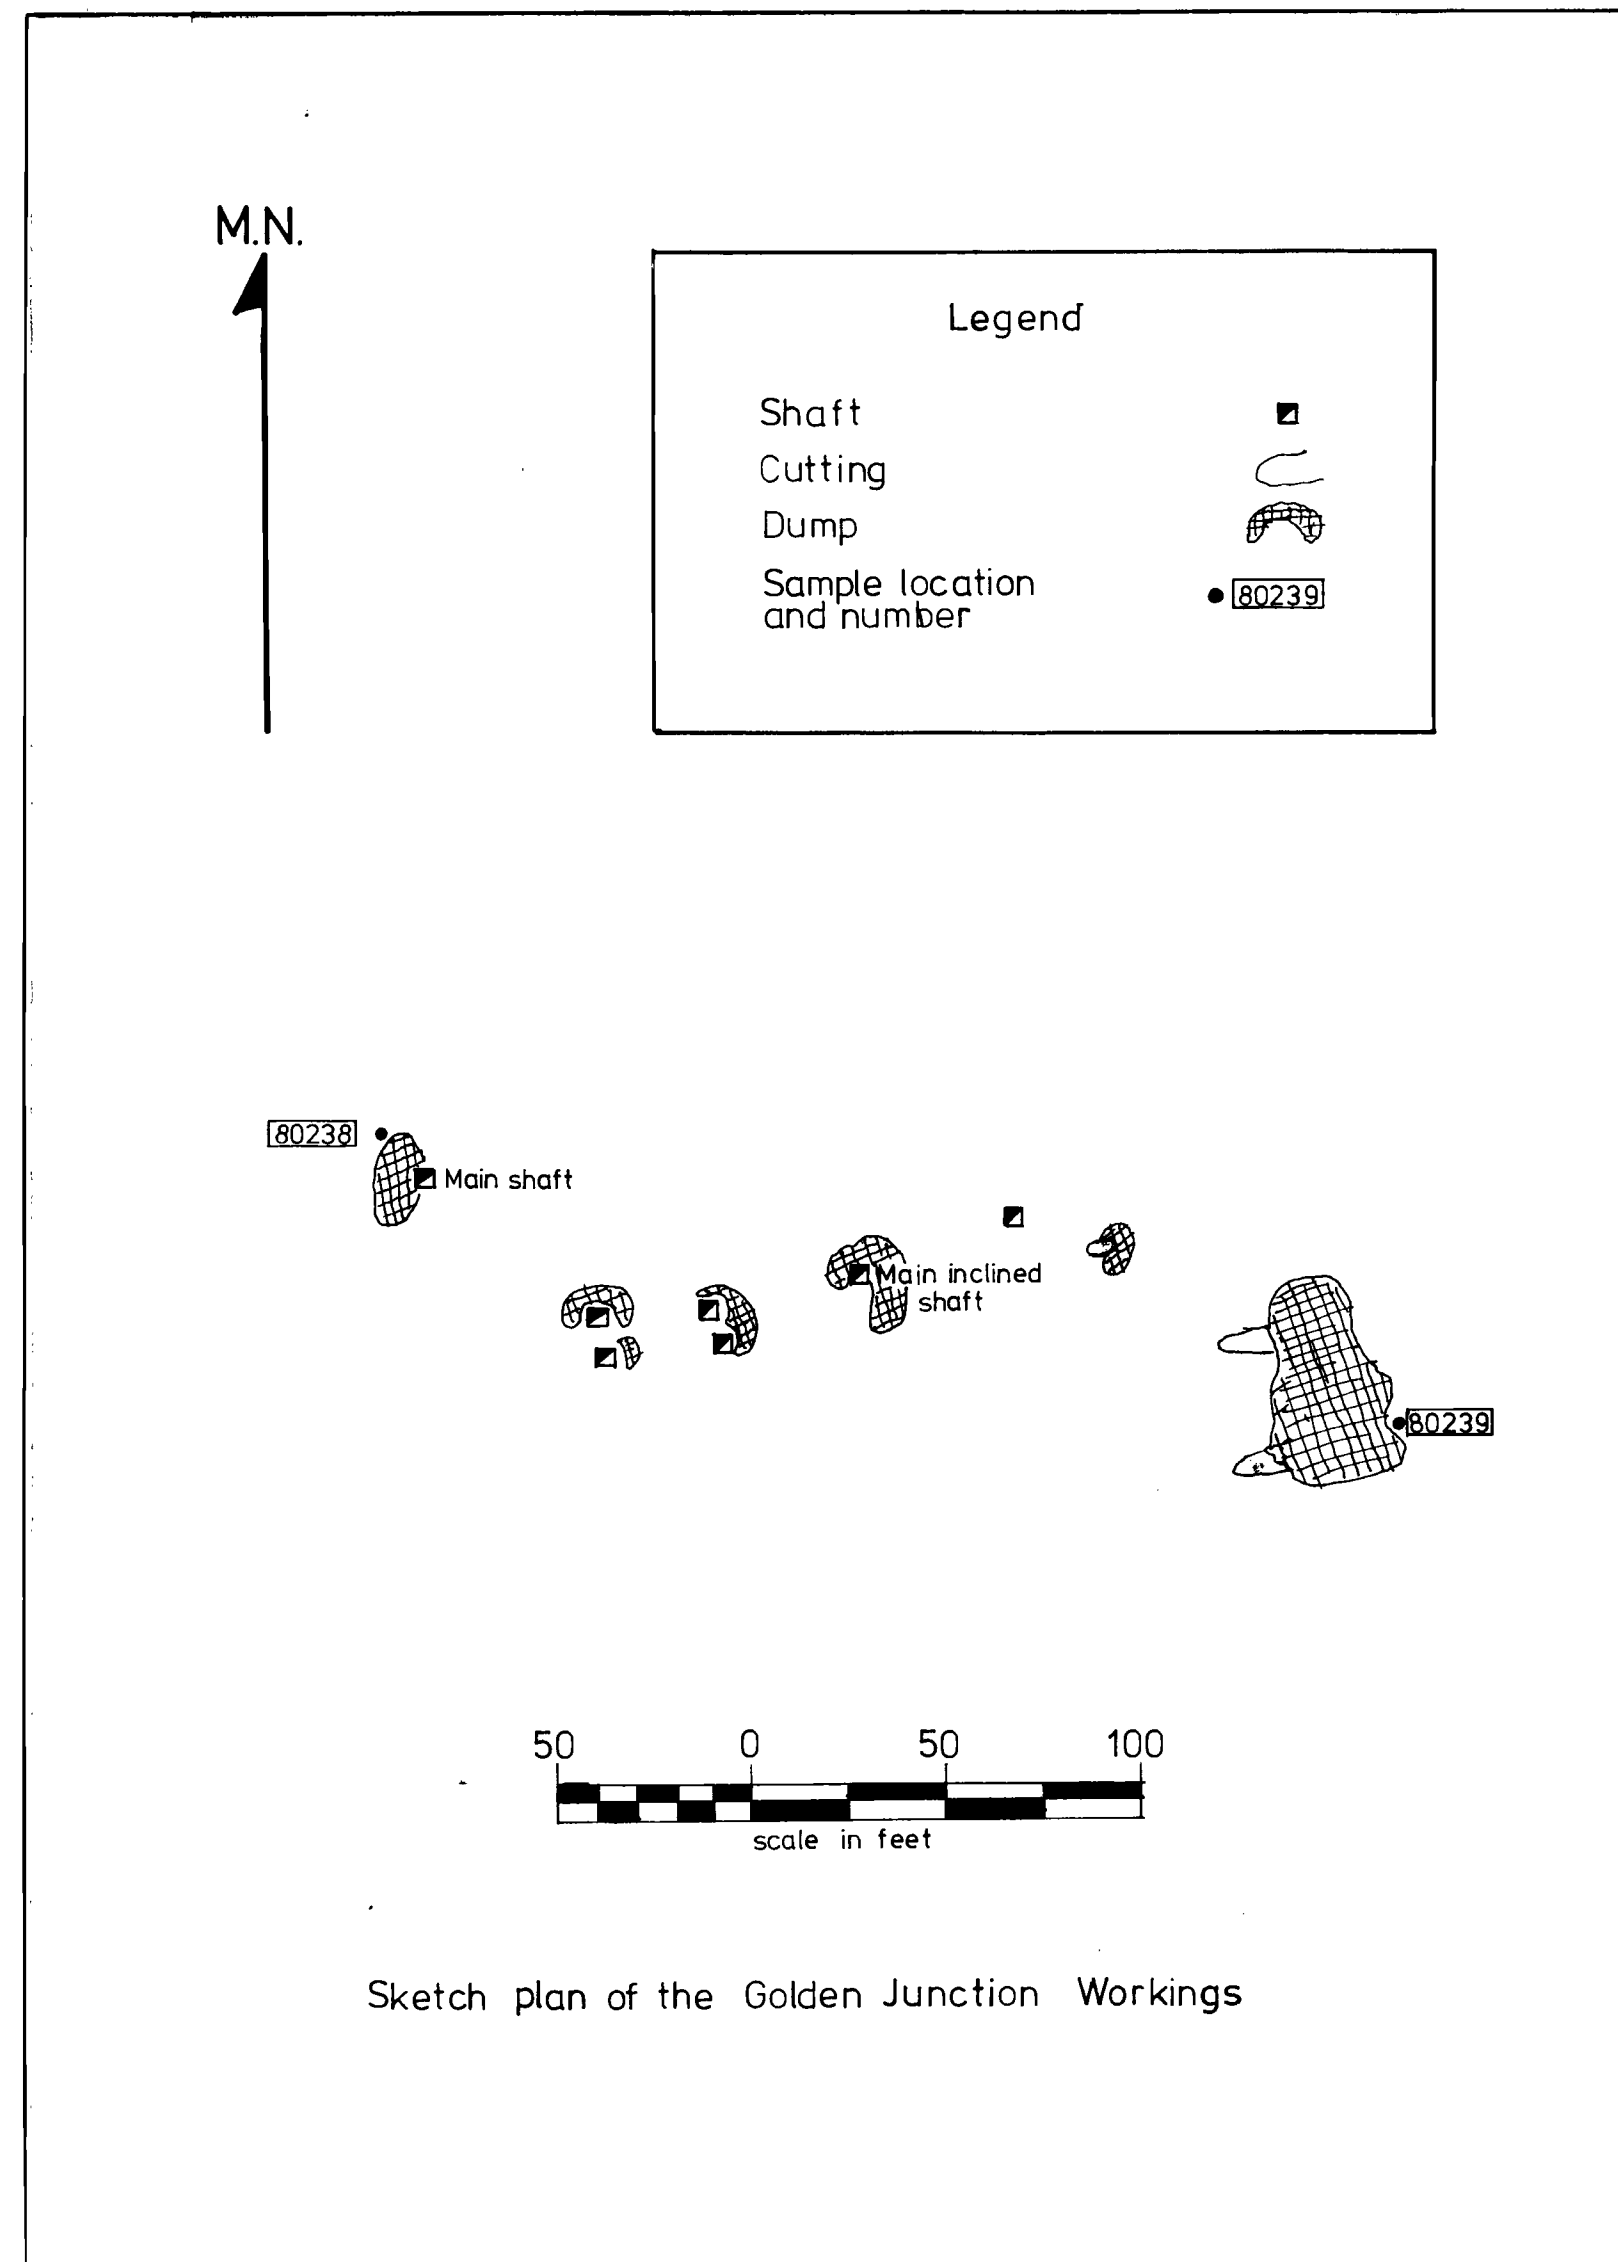 M.N.
Legend
Shaft
Cutting
Dump
Sample location
and number
80239
80238
Main shaft
Main inclined
shaft
80239
50 0 50 100
scale in feet
Sketch plan of the Golden Junction Workings